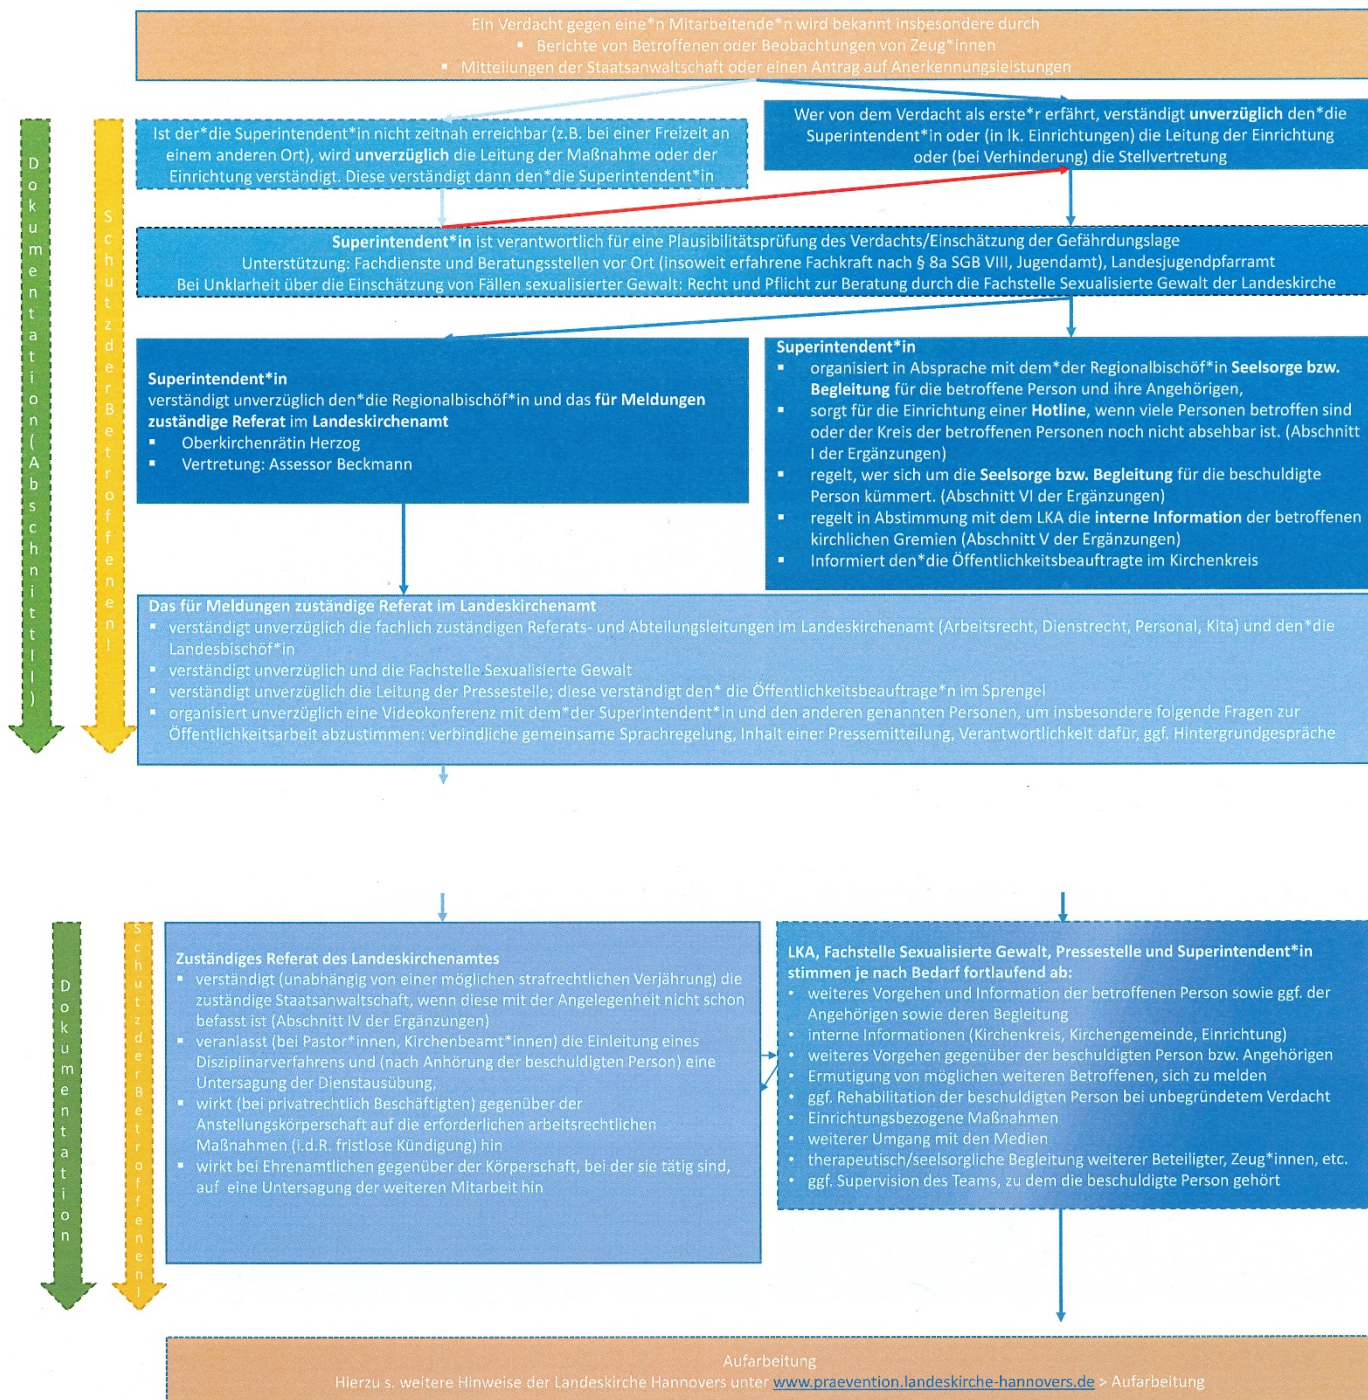 Ein Verdacht gegen eine*n Mitarbeitende*n wird bekannt insbesondere durch
▪ Berichte von Betroffenen oder Beobachtungen von Zeug*innen
▪ Mitteilungen der Staatsanwaltschaft oder einen Antrag auf Anerkennungsleistungen
Ist der*die Superintendent*in nicht zeitnah erreichbar (z.B. bei einer Freizeit an
einem anderen Ort), wird unverzüglich die Leitung der Maßnahme oder der
Einrichtung verständigt. Diese verständigt dann den*die Superintendent*in
Wer von dem Verdacht als erste*r erfährt, verständigt unverzüglich den*die
Superintendent*in oder (in lk. Einrichtungen) die Leitung der Einrichtung
oder (bei Verhinderung) die Stellvertretung
Dokumentation (Abschnitt II)
Schutz der Betroffenen!
Superintendent*in ist verantwortlich für eine Plausibilitätsprüfung des Verdachts/Einschätzung der Gefährdungslage
Unterstützung: Fachdienste und Beratungsstellen vor Ort (insoweit erfahrene Fachkraft nach § 8a SGB VIII, Jugendamt), Landesjugendpfarramt
Bei Unklarheit über die Einschätzung von Fällen sexualisierter Gewalt: Recht und Pflicht zur Beratung durch die Fachstelle Sexualisierte Gewalt der Landeskirche
Superintendent*in
verständigt unverzüglich den*die Regionalbischöf*in und das für Meldungen
zuständige Referat im Landeskirchenamt
▪ Oberkirchenrätin Herzog
▪ Vertretung: Assessor Beckmann
Superintendent*in
▪ organisiert in Absprache mit dem*der Regionalbischöf*in Seelsorge bzw.
Begleitung für die betroffene Person und ihre Angehörigen,
▪ sorgt für die Einrichtung einer Hotline, wenn viele Personen betroffen sind
oder der Kreis der betroffenen Personen noch nicht absehbar ist. (Abschnitt
I der Ergänzungen)
▪ regelt, wer sich um die Seelsorge bzw. Begleitung für die beschuldigte
Person kümmert. (Abschnitt VI der Ergänzungen)
▪ regelt in Abstimmung mit dem LKA die interne Information der betroffenen
kirchlichen Gremien (Abschnitt V der Ergänzungen)
▪ Informiert den*die Öffentlichkeitsbeauftragte im Kirchenkreis
Das für Meldungen zuständige Referat im Landeskirchenamt
▪ verständigt unverzüglich die fachlich zuständigen Referats- und Abteilungsleitungen im Landeskirchenamt (Arbeitsrecht, Dienstrecht, Personal, Kita) und den*die
Landesbischöf*in
▪ verständigt unverzüglich und die Fachstelle Sexualisierte Gewalt
▪ verständigt unverzüglich die Leitung der Pressestelle; diese verständigt den* die Öffentlichkeitsbeauftrage*n im Sprengel
▪ organisiert unverzüglich eine Videokonferenz mit dem*der Superintendent*in und den anderen genannten Personen, um insbesondere folgende Fragen zur
Öffentlichkeitsarbeit abzustimmen: verbindliche gemeinsame Sprachregelung, Inhalt einer Pressemitteilung, Verantwortlichkeit dafür, ggf. Hintergrundgespräche
Dokumentation
Schutz der Betroffenen!
Zuständiges Referat des Landeskirchenamtes
▪ verständigt (unabhängig von einer möglichen strafrechtlichen Verjährung) die
zuständige Staatsanwaltschaft, wenn diese mit der Angelegenheit nicht schon
befasst ist (Abschnitt IV der Ergänzungen)
▪ veranlasst (bei Pastor*innen, Kirchenbeamt*innen) die Einleitung eines
Disziplinarverfahrens und (nach Anhörung der beschuldigten Person) eine
Untersagung der Dienstausübung,
▪ wirkt (bei privatrechtlich Beschäftigten) gegenüber der
Anstellungskörperschaft auf die erforderlichen arbeitsrechtlichen
Maßnahmen (i.d.R. fristlose Kündigung) hin
▪ wirkt bei Ehrenamtlichen gegenüber der Körperschaft, bei der sie tätig sind,
auf eine Untersagung der weiteren Mitarbeit hin
LKA, Fachstelle Sexualisierte Gewalt, Pressestelle und Superintendent*in
stimmen je nach Bedarf fortlaufend ab:
• weiteres Vorgehen und Information der betroffenen Person sowie ggf. der
Angehörigen sowie deren Begleitung
• interne Informationen (Kirchenkreis, Kirchengemeinde, Einrichtung)
• weiteres Vorgehen gegenüber der beschuldigten Person bzw. Angehörigen
• Ermutigung von möglichen weiteren Betroffenen, sich zu melden
• ggf. Rehabilitation der beschuldigten Person bei unbegründetem Verdacht
• Einrichtungsbezogene Maßnahmen
• weiterer Umgang mit den Medien
• therapeutisch/seelsorgliche Begleitung weiterer Beteiligter, Zeug*innen, etc.
• ggf. Supervision des Teams, zu dem die beschuldigte Person gehört
Aufarbeitung
Hierzu s. weitere Hinweise der Landeskirche Hannovers unter www.praevention.landeskirche-hannovers.de > Aufarbeitung